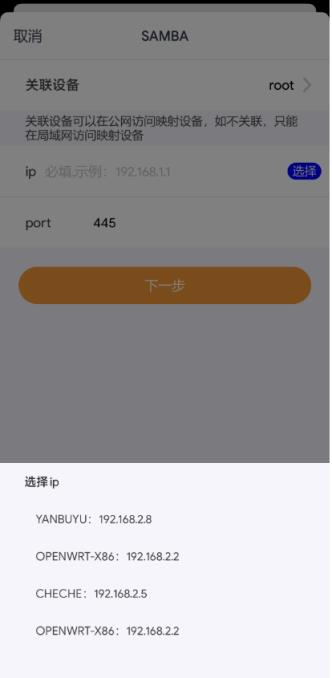 取消
SAMBA
关联设备
root
关联设备可以在公网访问映射设备，如不关联，只能
在局域网访问映射设备
ip 必填,示例：192.168.1.1
选择
port 445
下一步
选择ip
YANBUYU：192.168.2.8
OPENWRT-X86：192.168.2.2
CHECHE：192.168.2.5
OPENWRT-X86：192.168.2.2